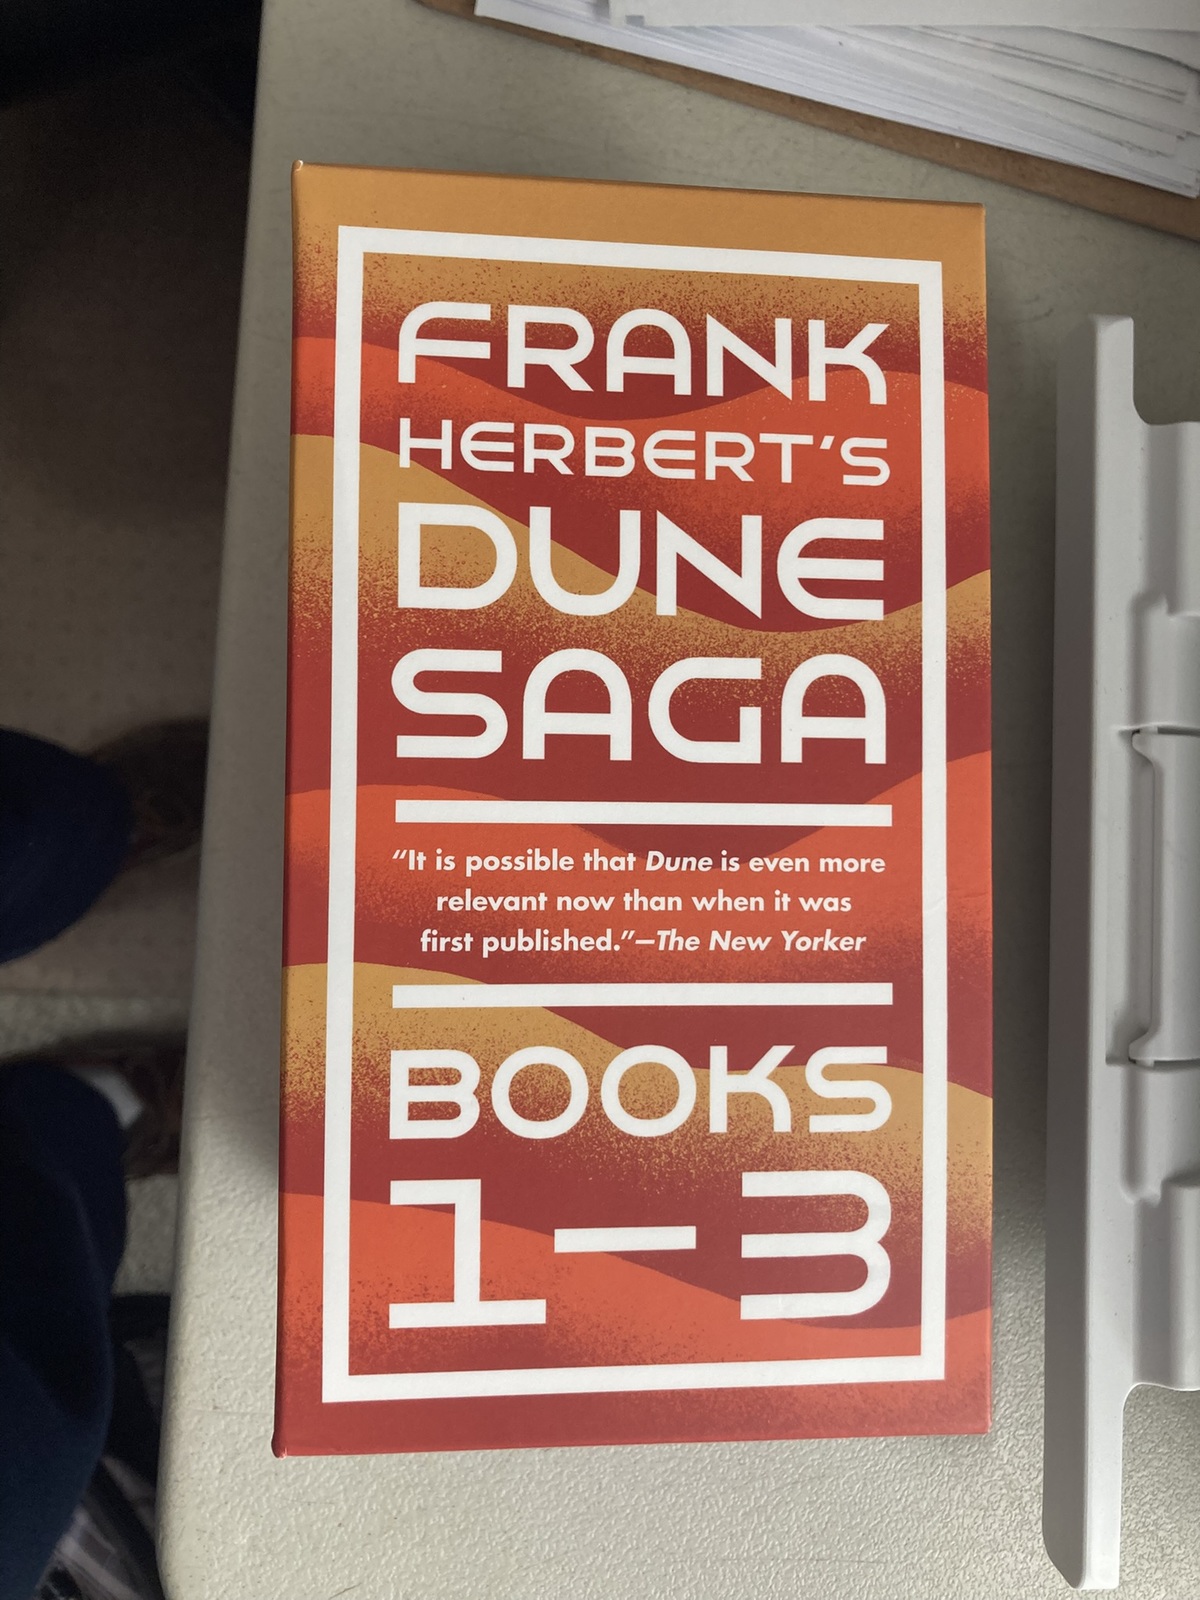 FRANK
HERBERT'S
DUNE
SAGA
“It is possible that Dune is even more
relevant now than when it was
first published.”—The New Yorker
BOOKS
1–3